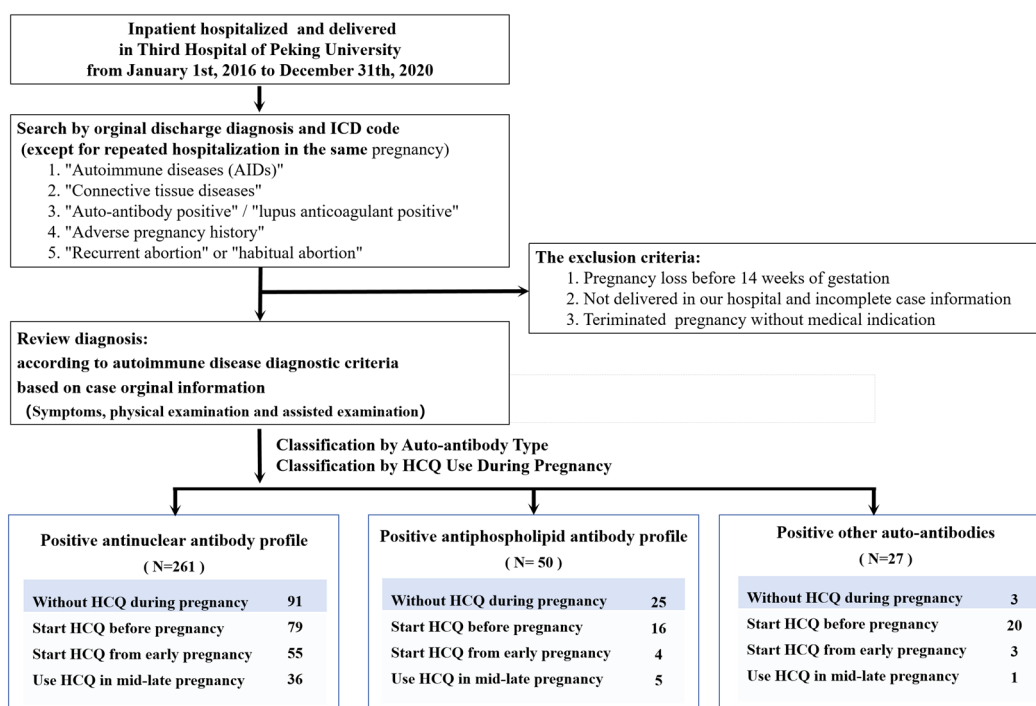 Inpatient hospitalized and delivered
in Third Hospital of Peking University
from January 1st, 2016 to December 31th, 2020
Search by orginal discharge diagnosis and ICD code
(except for repeated hospitalization in the same pregnancy)
1. "Autoimmune diseases (AIDs)"
2. "Connective tissue diseases"
3. "Auto-antibody positive" / "lupus anticoagulant positive"
4. "Adverse pregnancy history"
5. "Recurrent abortion" or "habitual abortion"
The exclusion criteria:
1. Pregnancy loss before 14 weeks of gestation
2. Not delivered in our hospital and incomplete case information
3. Teriminated pregnancy without medical indication
Review diagnosis:
according to autoimmune disease diagnostic criteria
based on case orginal information
(Symptoms, physical examination and assisted examination)
Classification by Auto-antibody Type
Classification by HCQ Use During Pregnancy
Positive antinuclear antibody profile
( N=261 )
Without HCQ during pregnancy 91
Start HCQ before pregnancy 79
Start HCQ from early pregnancy 55
Use HCQ in mid-late pregnancy 36
Positive antiphospholipid antibody profile
( N= 50 )
Without HCQ during pregnancy 25
Start HCQ before pregnancy 16
Start HCQ from early pregnancy 4
Use HCQ in mid-late pregnancy 5
Positive other auto-antibodies
( N=27 )
Without HCQ during pregnancy 3
Start HCQ before pregnancy 20
Start HCQ from early pregnancy 3
Use HCQ in mid-late pregnancy 1